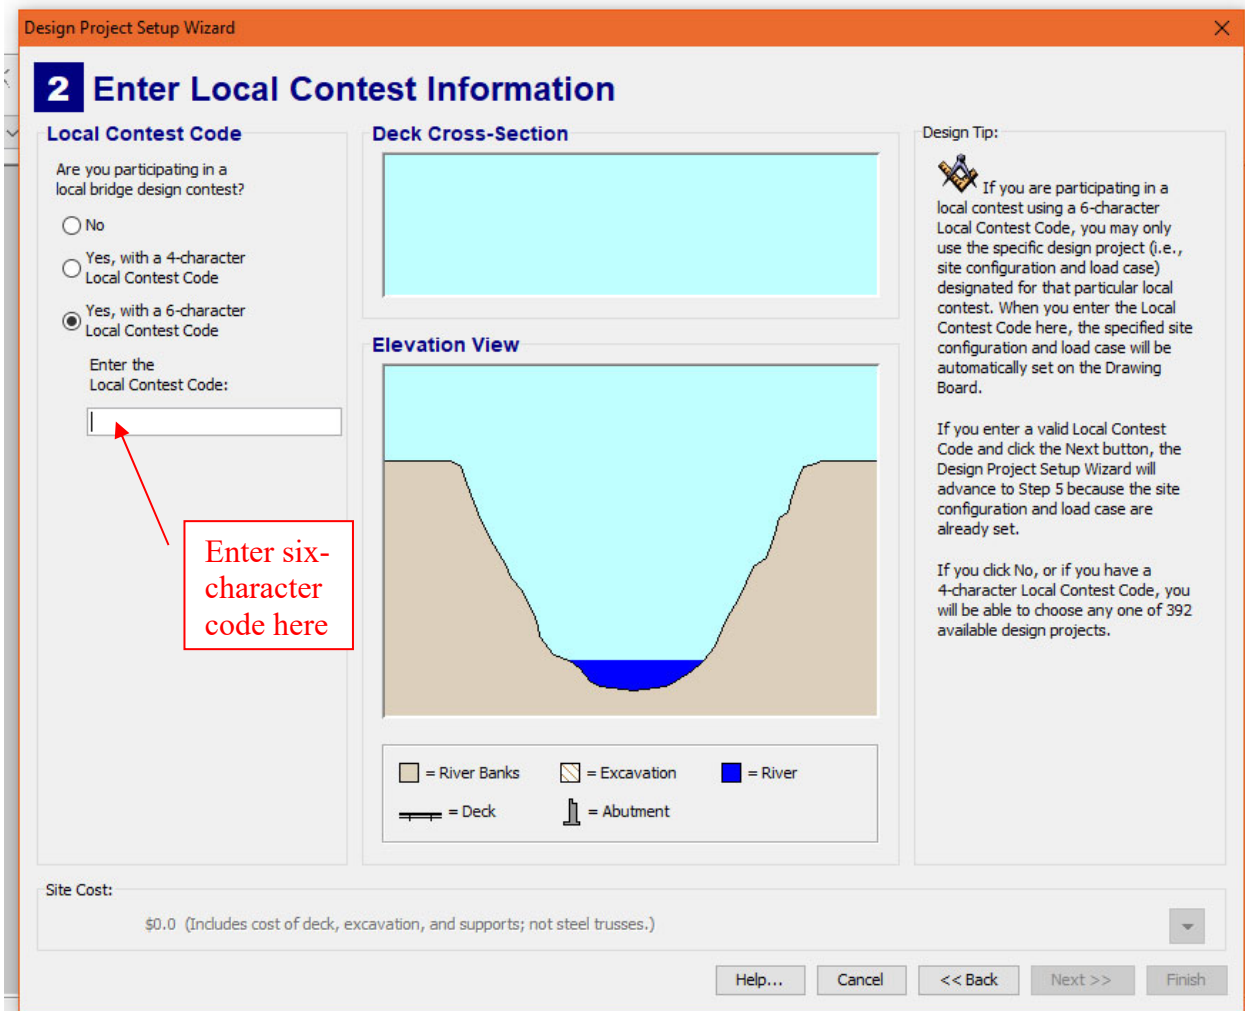 Design Project Setup Wizard
2 Enter Local Contest Information
Local Contest Code
Are you participating in a
local bridge design contest?
No
Yes, with a 4-character
Local Contest Code
Yes, with a 6-character
Local Contest Code
Enter the
Local Contest Code:
Enter six-
character
code here
Deck Cross-Section
Elevation View
= River Banks
= Excavation
= River
= Deck
= Abutment
Design Tip:
If you are participating in a
local contest using a 6-character
Local Contest Code, you may only
use the specific design project (i.e.,
site configuration and load case)
designated for that particular local
contest. When you enter the Local
Contest Code here, the specified site
configuration and load case will be
automatically set on the Drawing
Board.
If you enter a valid Local Contest
Code and click the Next button, the
Design Project Setup Wizard will
advance to Step 5 because the site
configuration and load case are
already set.
If you click No, or if you have a
4-character Local Contest Code, you
will be able to choose any one of 392
available design projects.
Site Cost:
$0.0 (Includes cost of deck, excavation, and supports; not steel trusses.)
Help...
Cancel
<< Back
Next >>
Finish